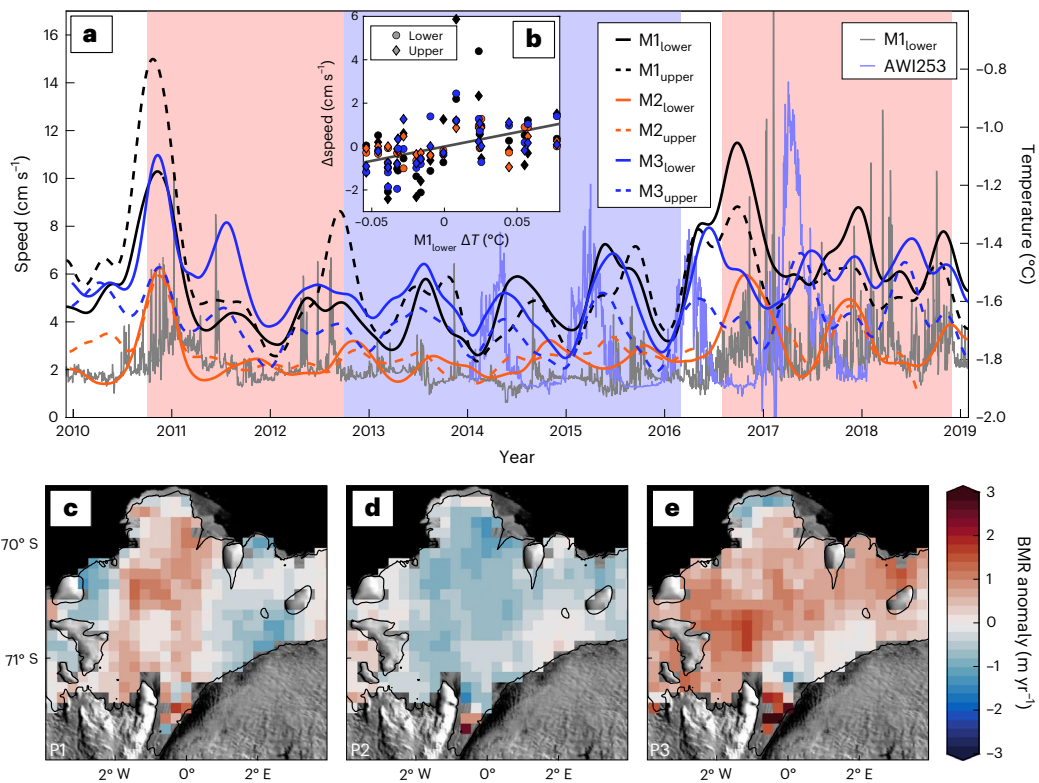 a
Speed (cm s⁻¹)
16
14
12
10
8
6
4
2
0
2010
2011
2012
2013
2014
2015
2016
2017
2018
2019
Year
b
Lower
Upper
Δspeed (cm s⁻¹)
6
4
2
0
−2
−0.05
0
0.05
M1lower ΔT (°C)
M1lower
M1upper
M2lower
M2upper
M3lower
M3upper
M1lower
AWI253
−0.8
−1.0
−1.2
−1.4
−1.6
−1.8
−2.0
Temperature (°C)
c
70° S
71° S
P1
2° W
0°
2° E
d
P2
2° W
0°
2° E
e
P3
2° W
0°
2° E
3
2
1
0
−1
−2
−3
BMR anomaly (m yr⁻¹)